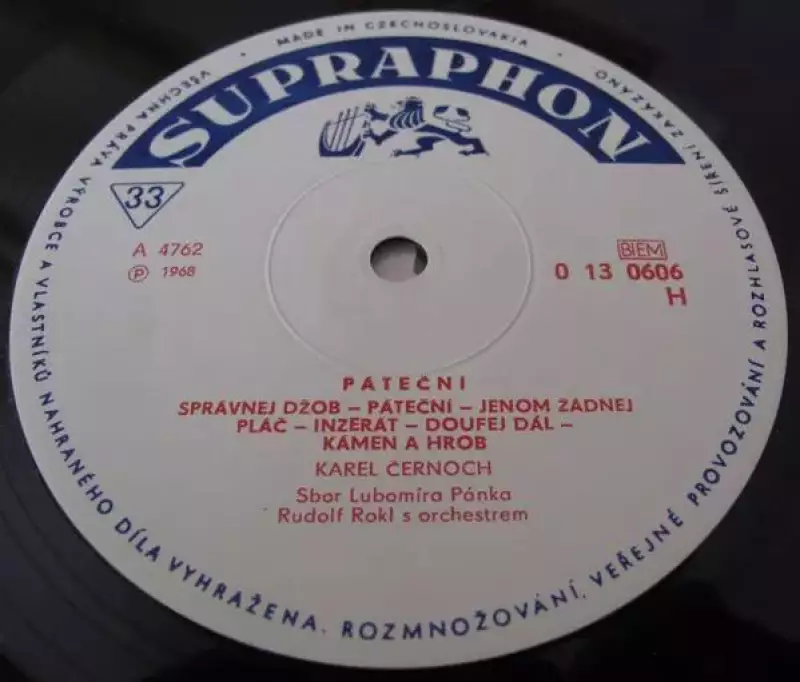 MADE IN CZECHOSLOVAKIA
SUPRAPHON
33
A 4762
Ⓟ 1968
BIEM
0 13 0606
H
PÁTEČNÍ
SPRÁVNEJ DŽOB – PÁTEČNÍ – JENOM ŽÁDNEJ
PLÁČ – INZERÁT – DOUFEJ DÁL –
KÁMEN A HROB
KAREL ČERNOCH
Sbor Lubomíra Pánka
Rudolf Rokl s orchestrem
VŠECHNA PRÁVA VÝROBCE A VLASTNÍKŮ NAHRANÉHO DÍLA VYHRAŽENA. ROZMNOŽOVÁNÍ, VEŘEJNÉ PROVOZOVÁNÍ A ROZHLASOVÉ ŠÍŘENÍ ZAKÁZÁNO